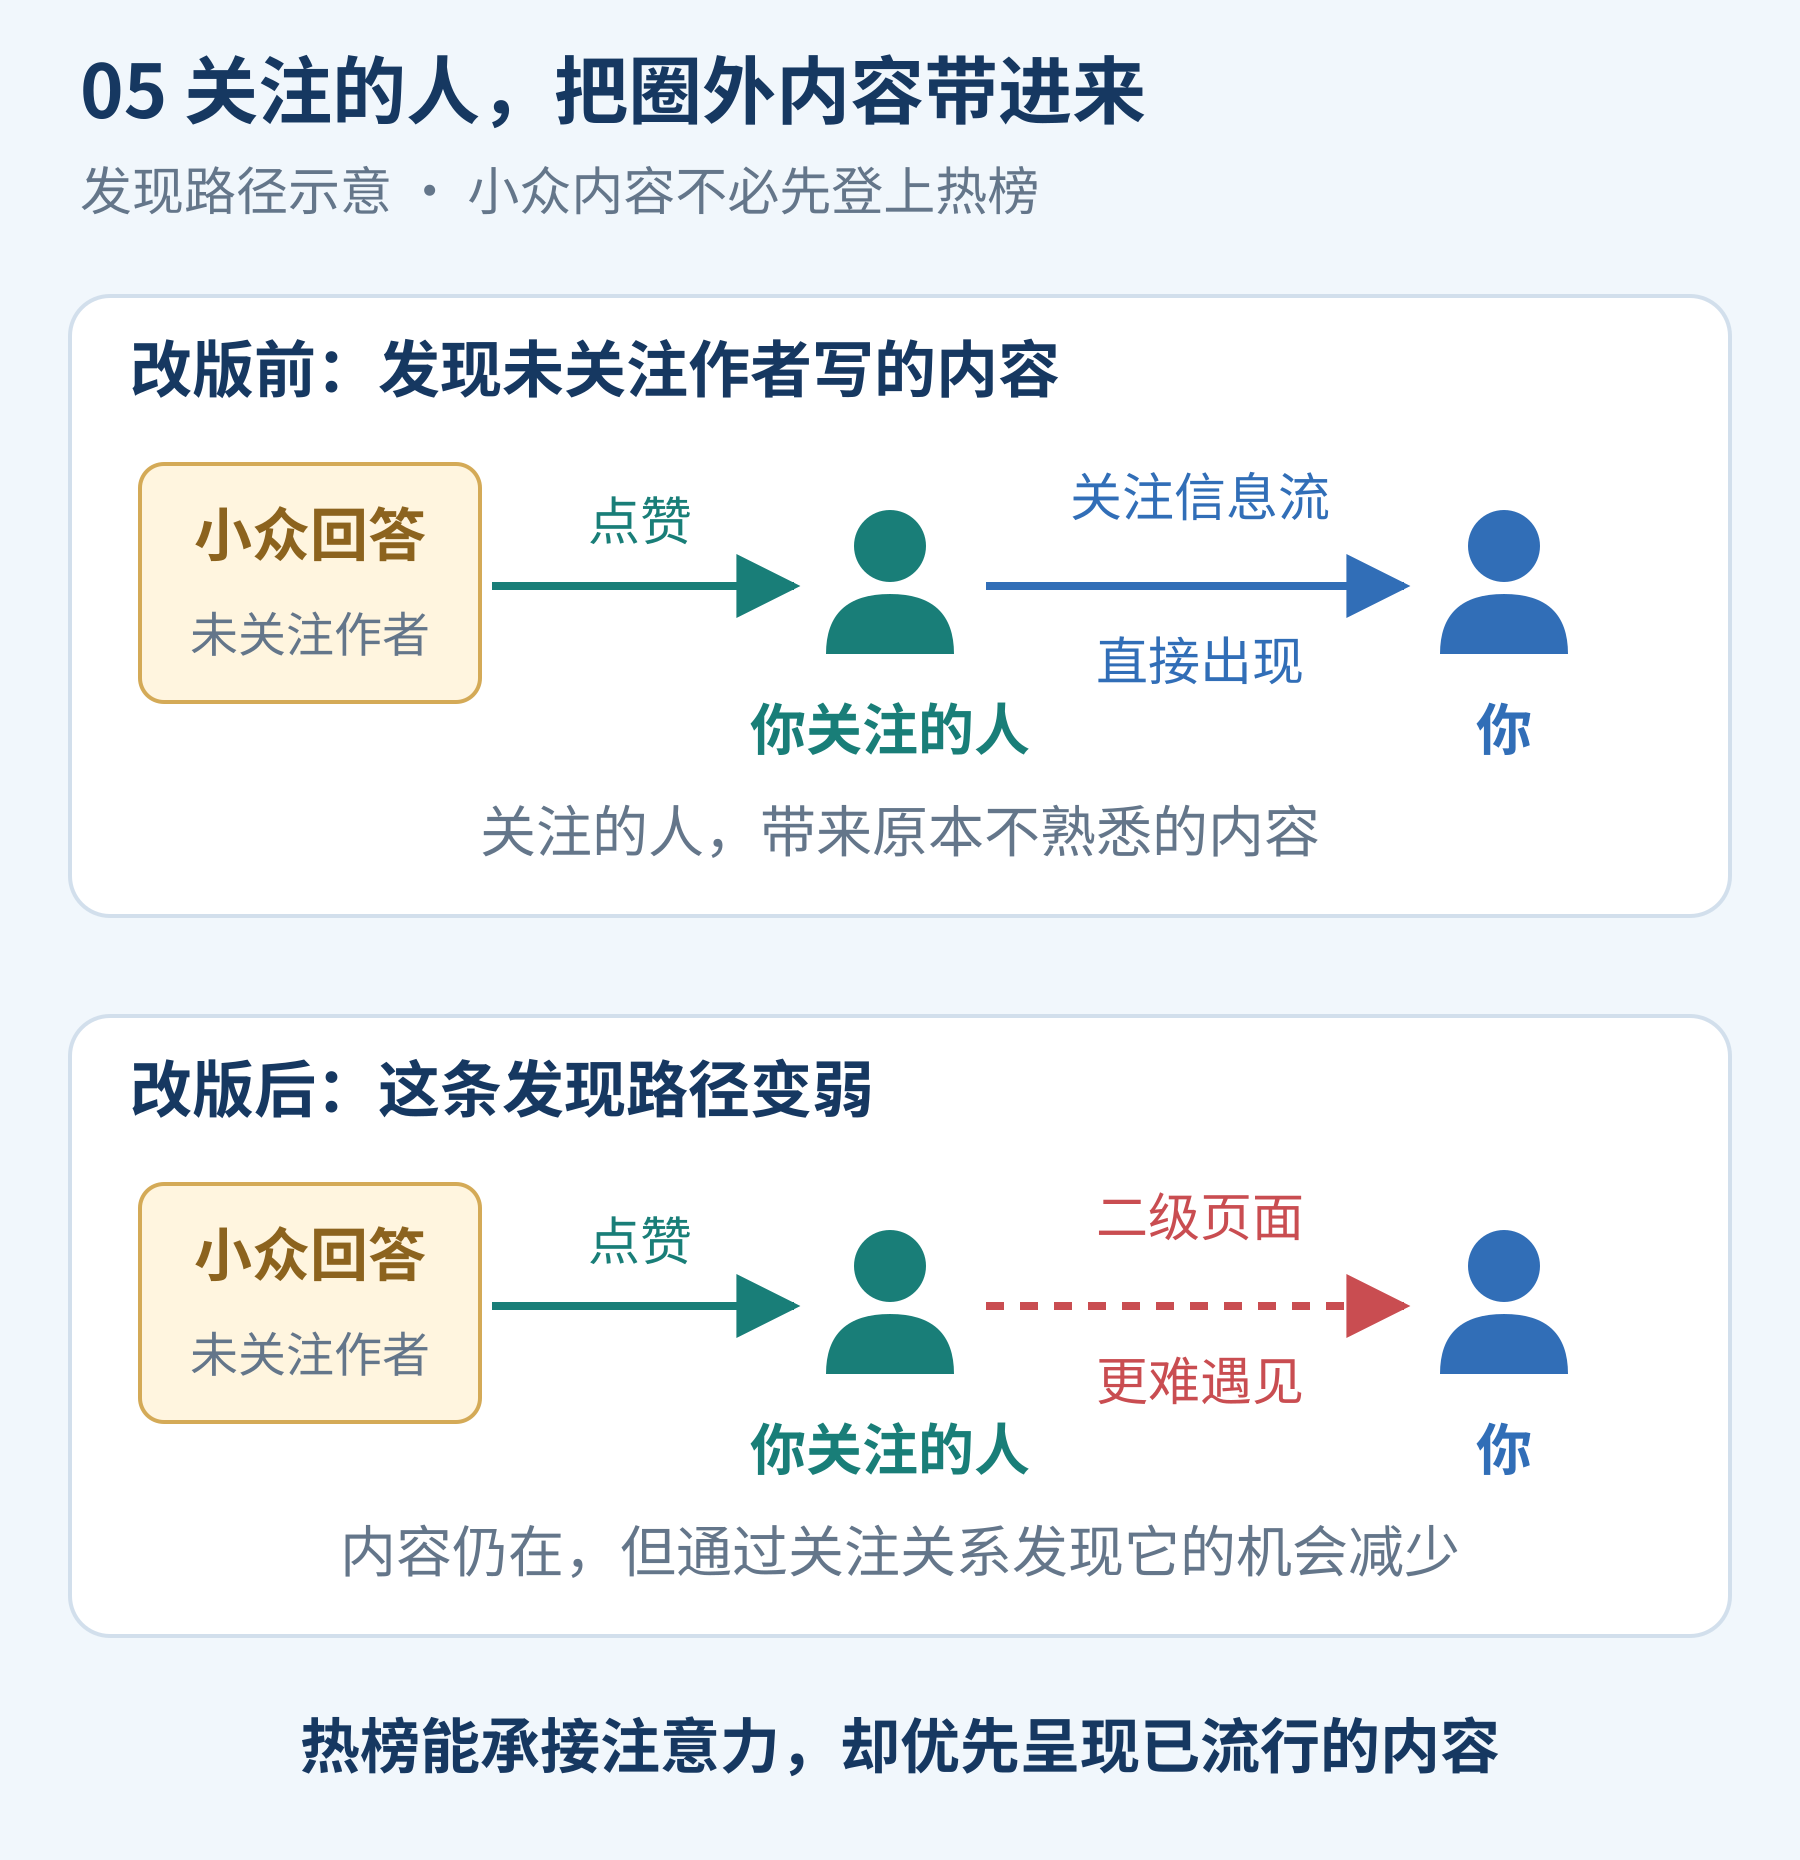 05 关注的人，把圈外内容带进来
发现路径示意 · 小众内容不必先登上热榜
改版前：发现未关注作者写的内容
小众回答
未关注作者
点赞
你关注的人
关注信息流
直接出现
你
关注的人，带来原本不熟悉的内容
改版后：这条发现路径变弱
小众回答
未关注作者
点赞
你关注的人
二级页面
更难遇见
你
内容仍在，但通过关注关系发现它的机会减少
热榜能承接注意力，却优先呈现已流行的内容